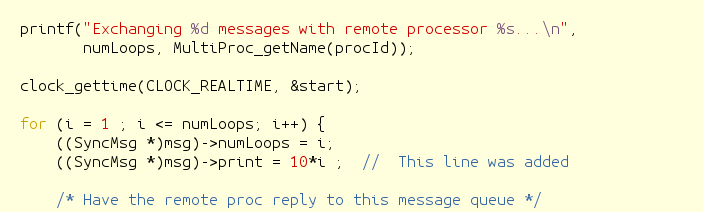 printf("Exchanging %d messages with remote processor %s...\n",
numLoops, MultiProc_getName(procId));
clock_gettime(CLOCK_REALTIME, &start);
for (i = 1 ; i <= numLoops; i++) {
((SyncMsg *)msg)->numLoops = i;
((SyncMsg *)msg)->print = 10*i ;  //  This line was added
/* Have the remote proc reply to this message queue */